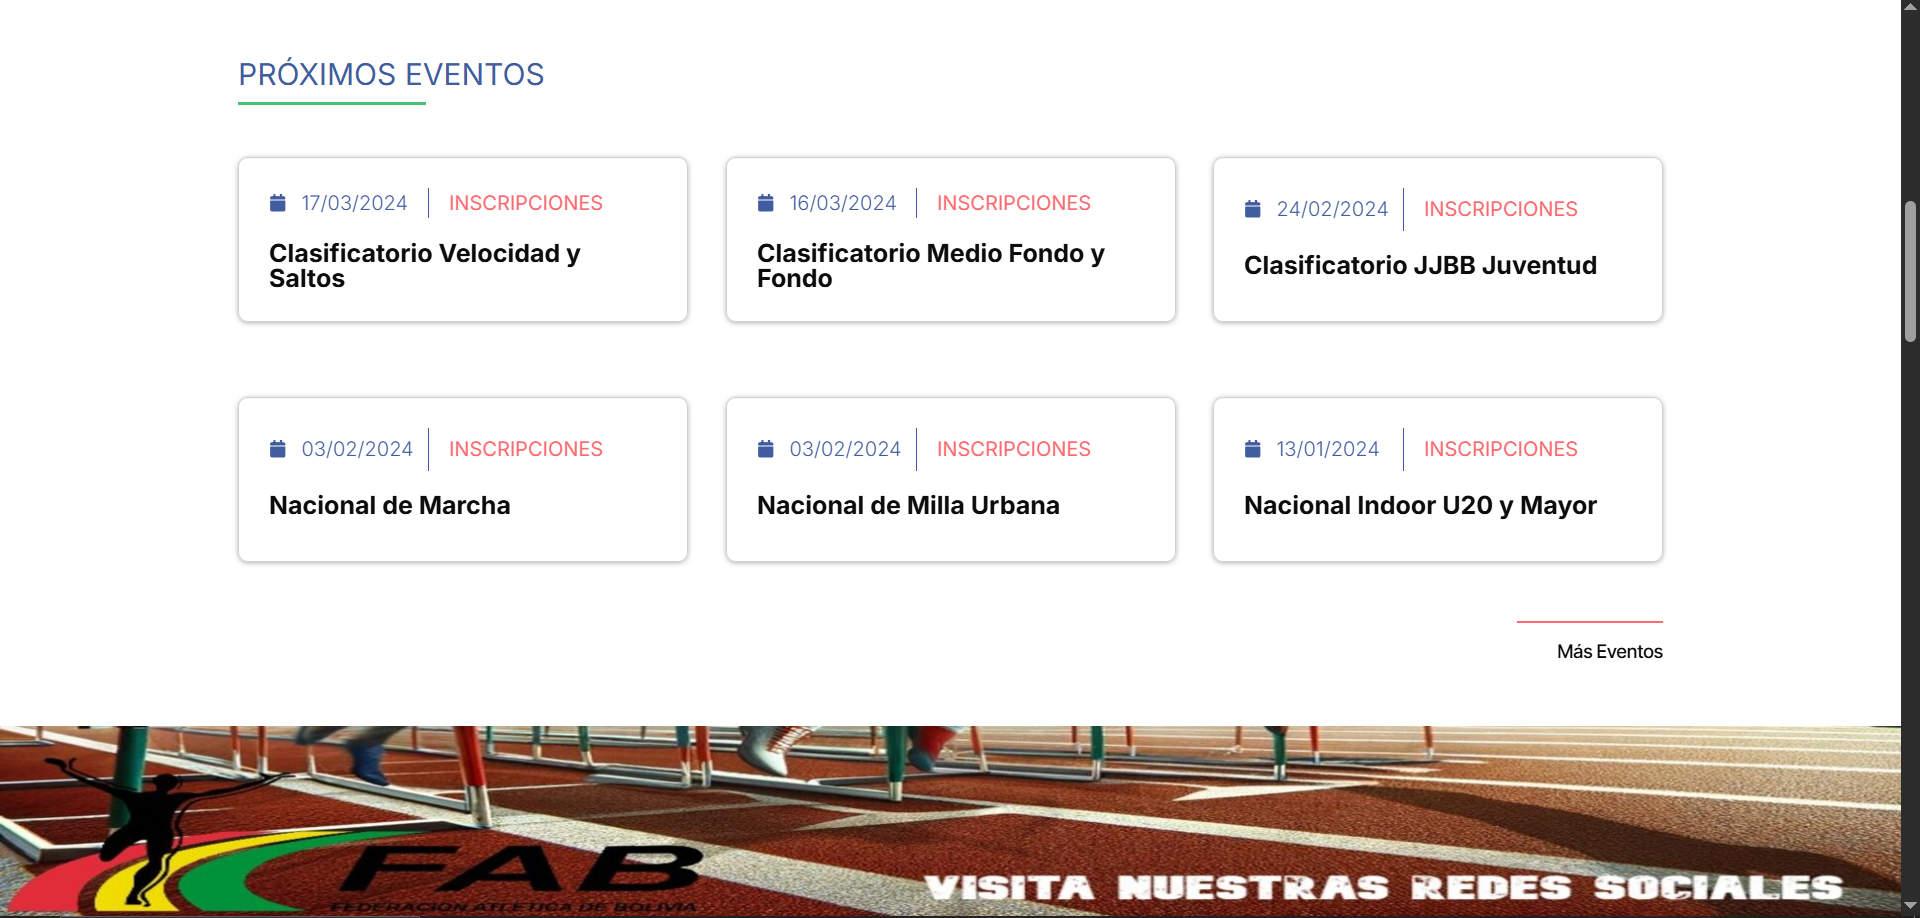 PRÓXIMOS EVENTOS
17/03/2024 INSCRIPCIONES
Clasificatorio Velocidad y
Saltos
16/03/2024 INSCRIPCIONES
Clasificatorio Medio Fondo y
Fondo
24/02/2024 INSCRIPCIONES
Clasificatorio JJBB Juventud
03/02/2024 INSCRIPCIONES
Nacional de Marcha
03/02/2024 INSCRIPCIONES
Nacional de Milla Urbana
13/01/2024 INSCRIPCIONES
Nacional Indoor U20 y Mayor
Más Eventos
FAB
FEDERACION ATLETICA DE BOLIVIA
VISITA NUESTRAS REDES SOCIALES